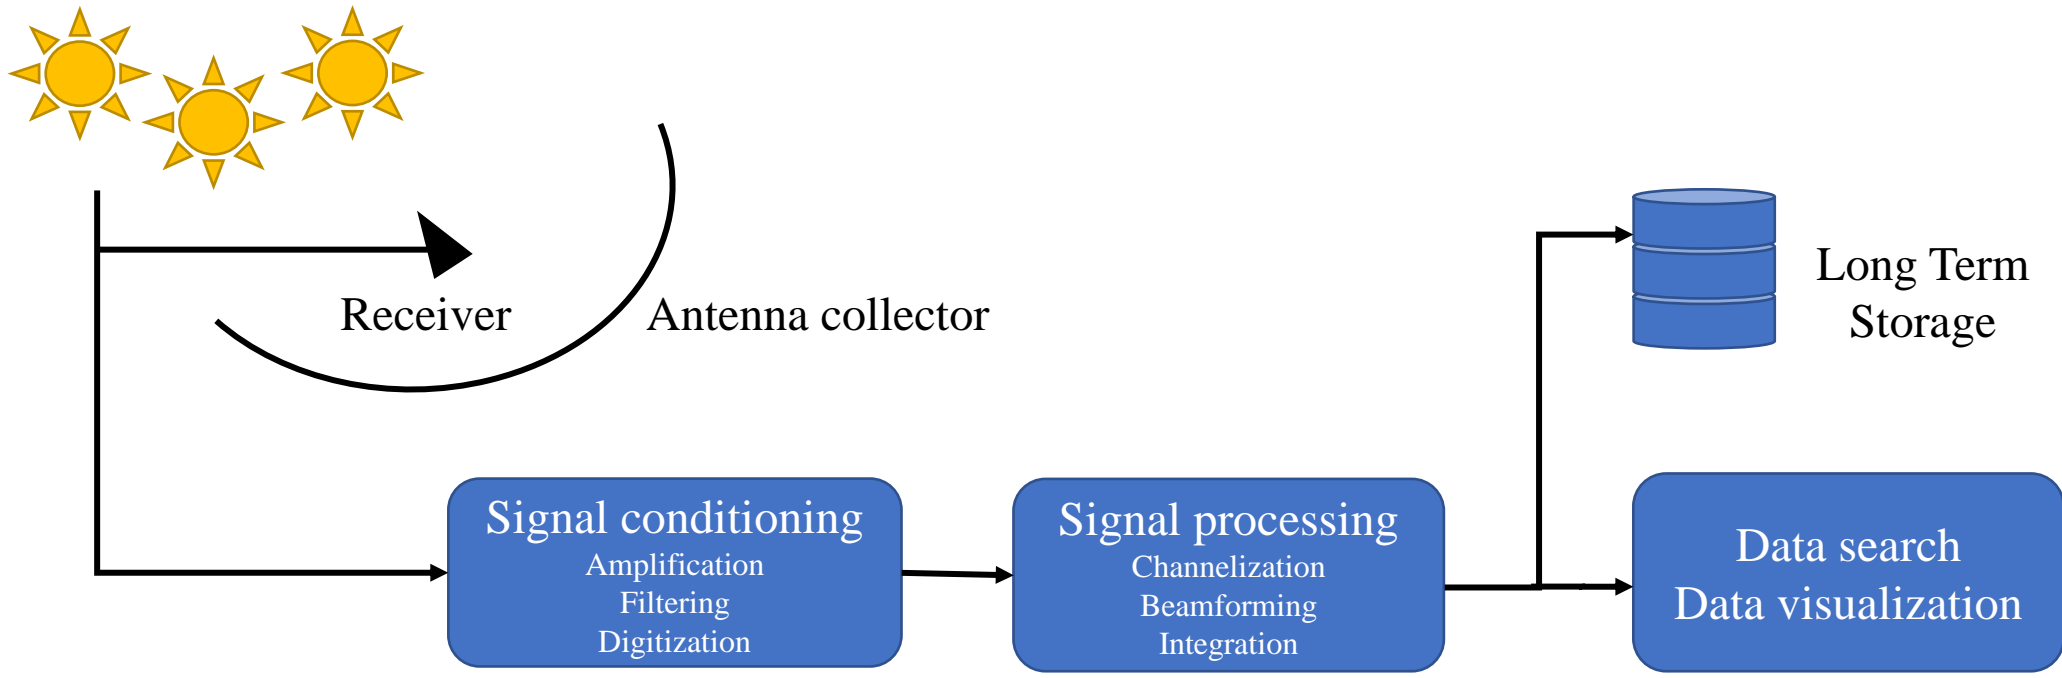 Receiver
Antenna collector
Long Term
Storage
Signal conditioning
Amplification
Filtering
Digitization
Signal processing
Channelization
Beamforming
Integration
Data search
Data visualization